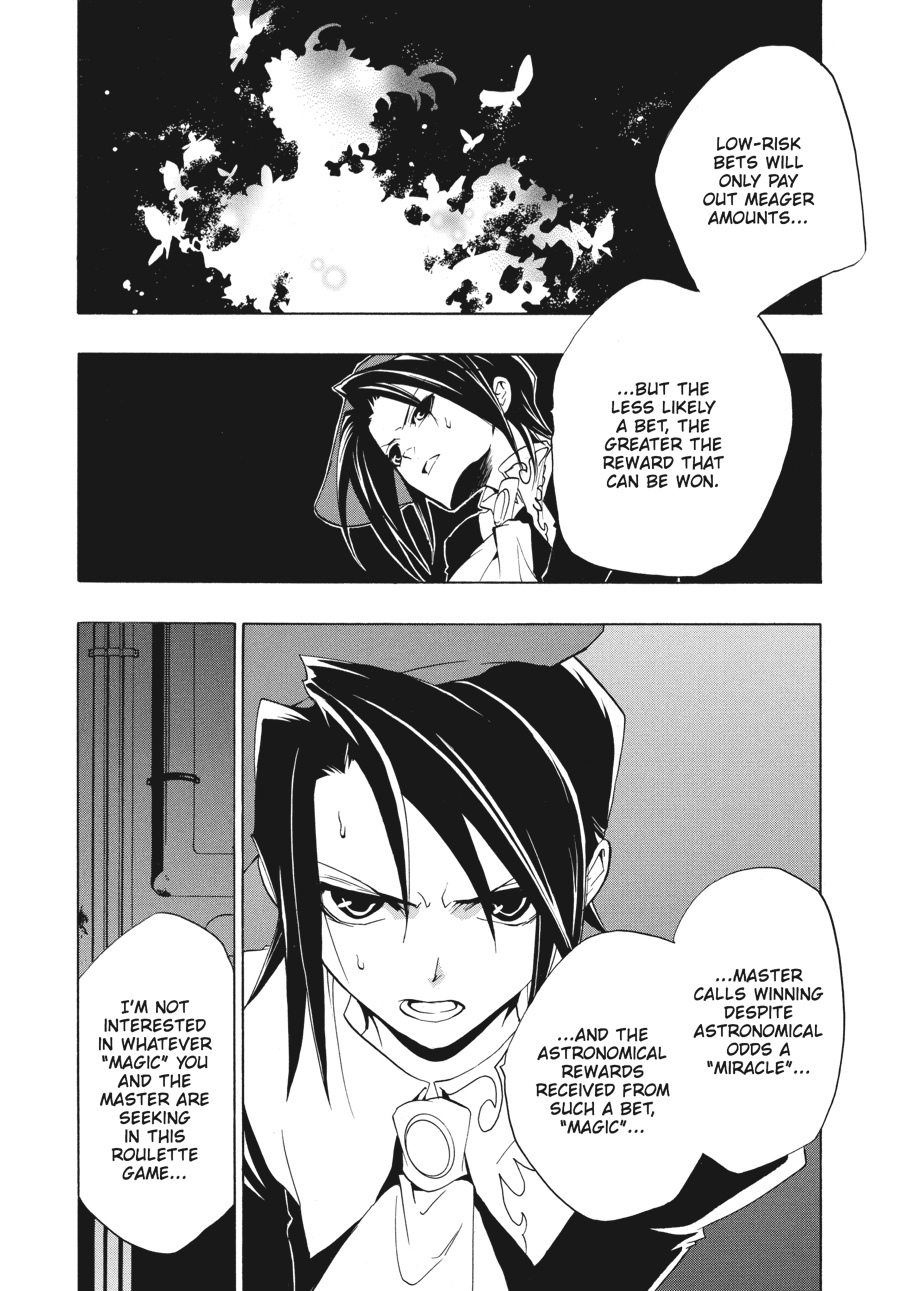 LOW-RISK
BETS WILL
ONLY PAY
OUT MEAGER
AMOUNTS...
...BUT THE
LESS LIKELY
A BET, THE
GREATER THE
REWARD THAT
CAN BE WON.
...MASTER
CALLS WINNING
DESPITE
ASTRONOMICAL
ODDS A
"MIRACLE"...
...AND THE
ASTRONOMICAL
REWARDS
RECEIVED FROM
SUCH A BET,
"MAGIC"...
I'M NOT
INTERESTED
IN WHATEVER
"MAGIC" YOU
AND THE
MASTER ARE
SEEKING
IN THIS
ROULETTE
GAME...